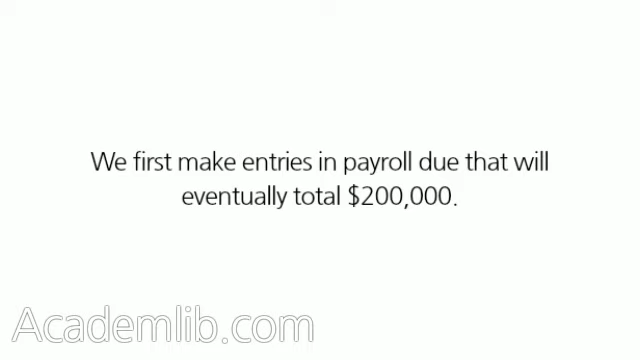 We first make entries in payroll due that will
eventually total $200,000.
Academlib.com